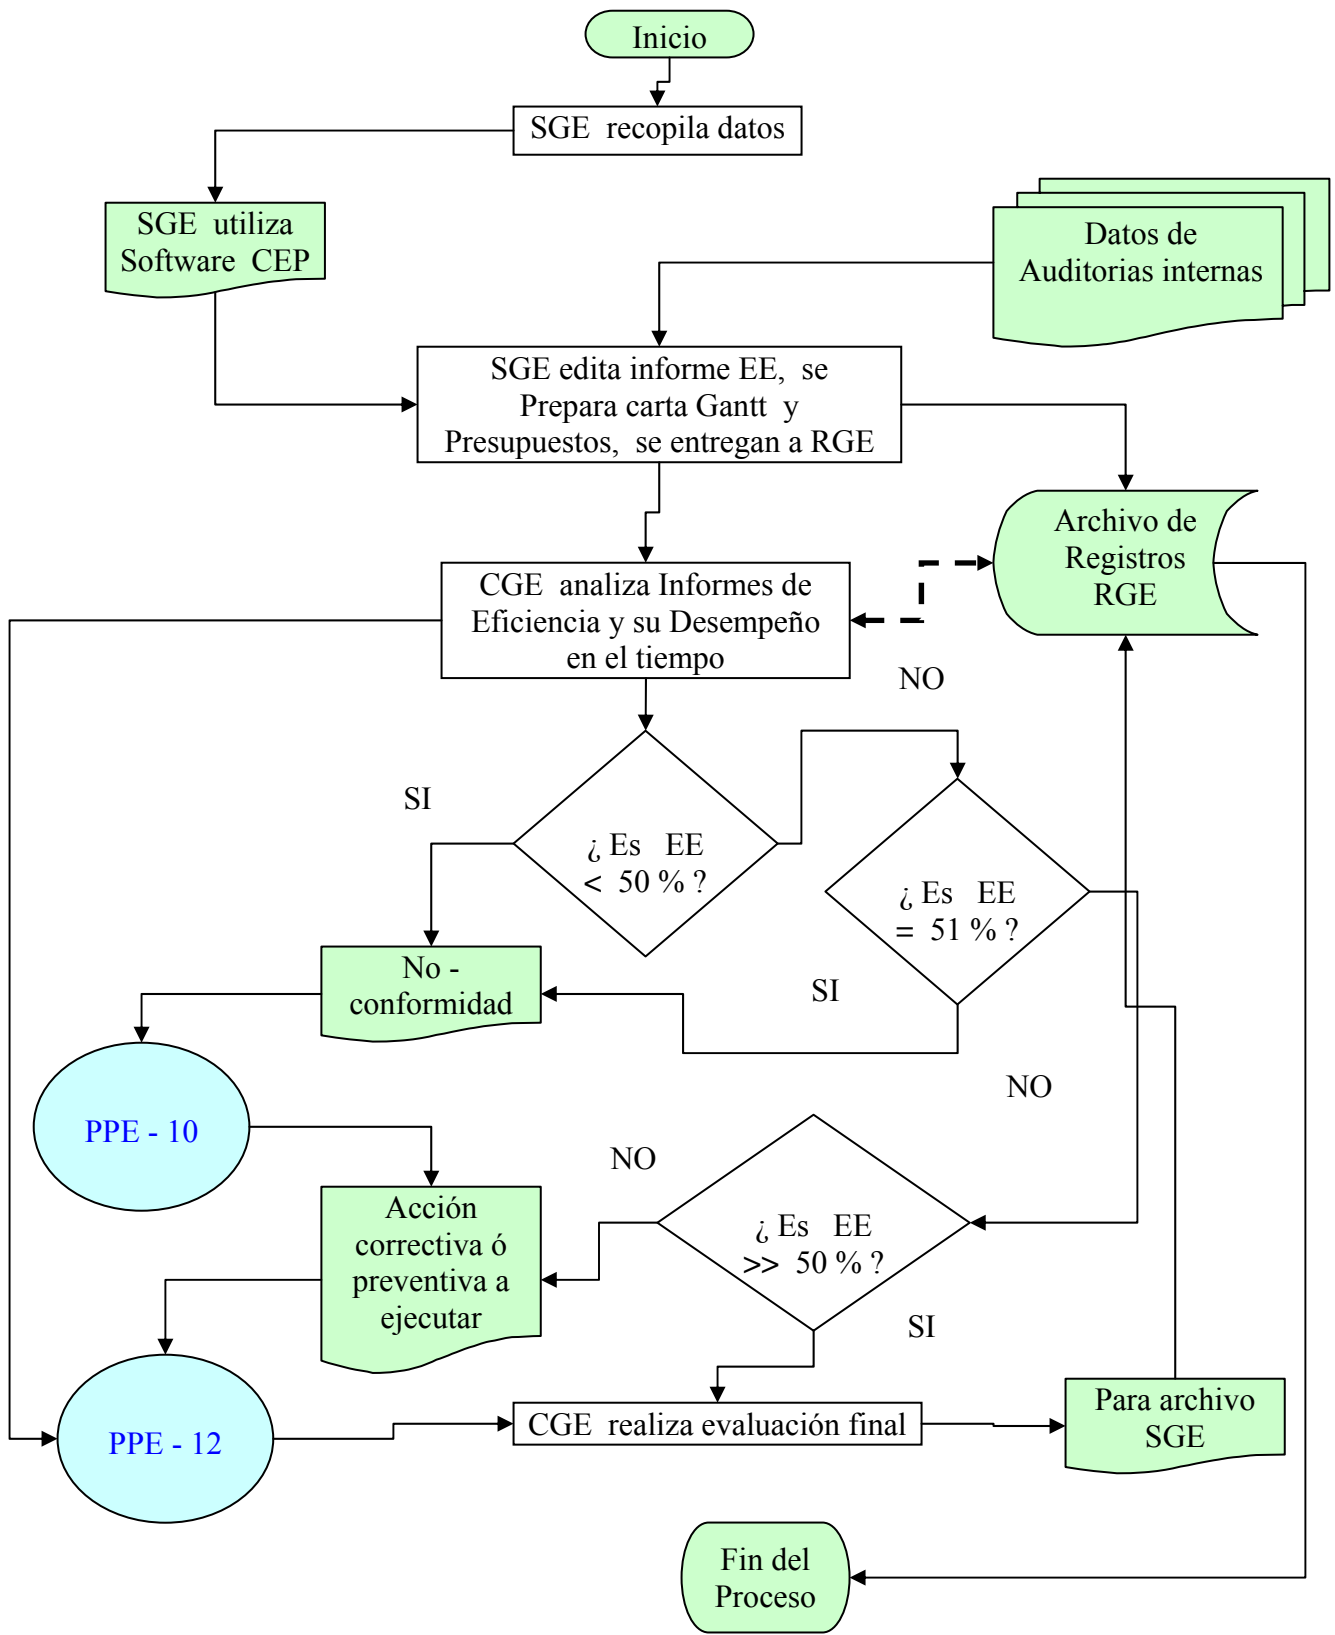 Inicio
SGE recopila datos
SGE utiliza
Software CEP
Datos de
Auditorias internas
SGE edita informe EE, se
Prepara carta Gantt y
Presupuestos, se entregan a RGE
Archivo de
Registros
RGE
CGE analiza Informes de
Eficiencia y su Desempeño
en el tiempo
NO
SI
¿ Es EE
< 50 % ?
¿ Es EE
= 51 % ?
No -
conformidad
SI
NO
PPE - 10
NO
Acción
correctiva ó
preventiva a
ejecutar
¿ Es EE
>> 50 % ?
SI
PPE - 12
CGE realiza evaluación final
Para archivo
SGE
Fin del
Proceso